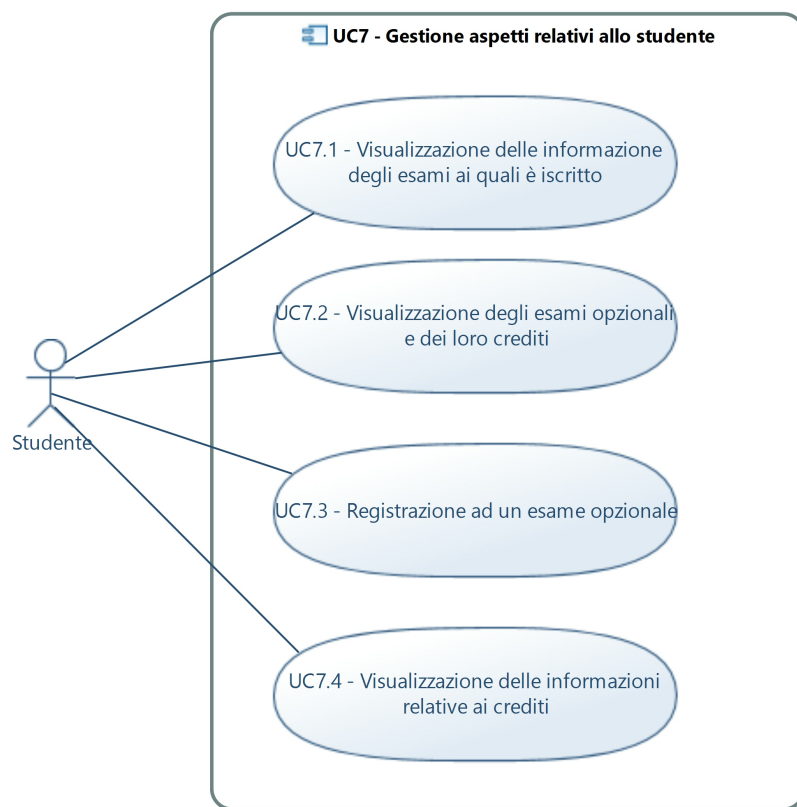 UC7 - Gestione aspetti relativi allo studente
UC7.1 - Visualizzazione delle informazione
degli esami ai quali è iscritto
UC7.2 - Visualizzazione degli esami opzionali
e dei loro crediti
Studente
UC7.3 - Registrazione ad un esame opzionale
UC7.4 - Visualizzazione delle informazioni
relative ai crediti